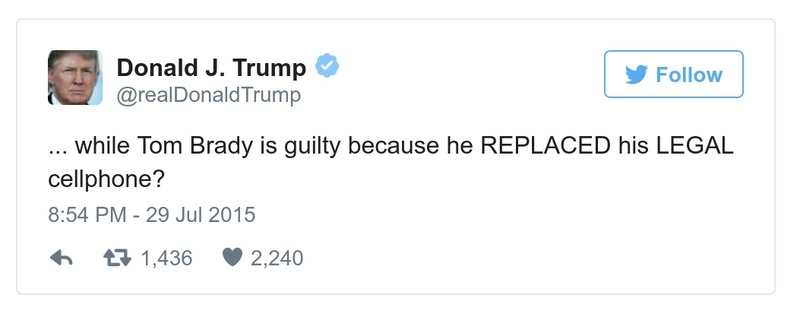 Donald J. Trump
@realDonaldTrump
Follow
... while Tom Brady is guilty because he REPLACED his LEGAL
cellphone?
8:54 PM - 29 Jul 2015
1,436 2,240